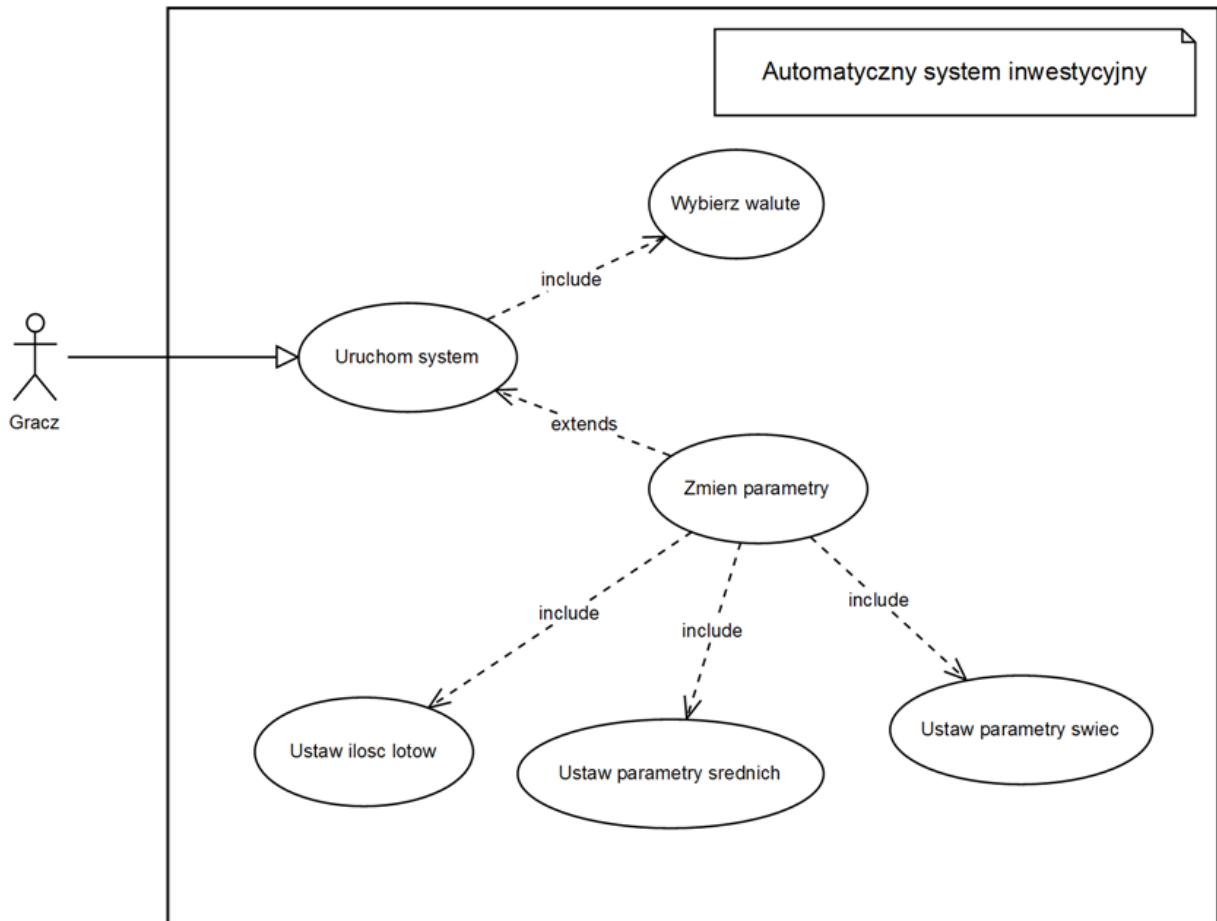 Automatyczny system inwestycyjny
Wybierz walute
include
Uruchom system
Gracz
extends
Zmien parametry
include
include
include
Ustaw ilosc lotow
Ustaw parametry srednich
Ustaw parametry swiec